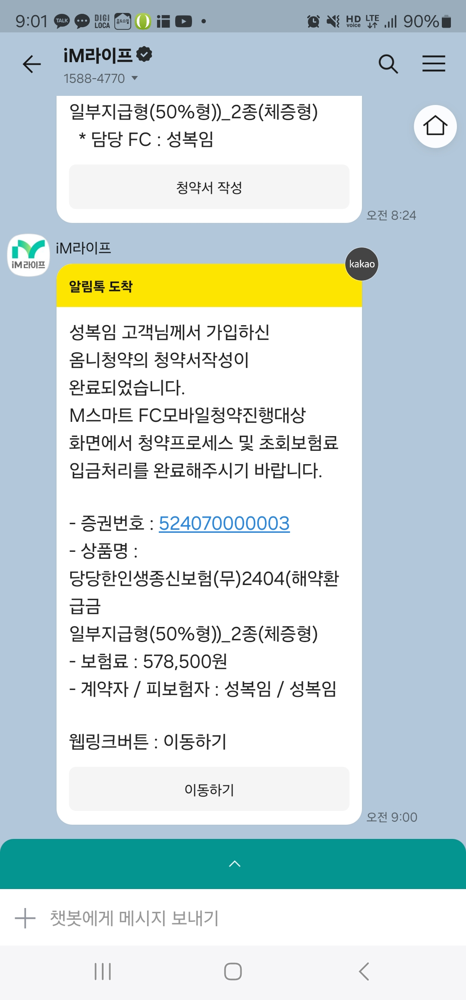 9:01 TALK DIGI LOCA 홈&쇼핑 HD voice LTE 90%
iM라이프
1588-4770
일부지급형(50%형))_2종(체증형)
* 담당 FC : 성복임
청약서 작성
오전 8:24
iM라이프
iM라이프
kakao
알림톡 도착
성복임 고객님께서 가입하신
옴니청약의 청약서작성이
완료되었습니다.
M스마트 FC모바일청약진행대상
화면에서 청약프로세스 및 초회보험료
입금처리를 완료해주시기 바랍니다.
- 증권번호 : 524070000003
- 상품명 :
당당한인생종신보험(무)2404(해약환
급금
일부지급형(50%형))_2종(체증형)
- 보험료 : 578,500원
- 계약자 / 피보험자 : 성복임 / 성복임
웹링크버튼 : 이동하기
이동하기
오전 9:00
챗봇에게 메시지 보내기